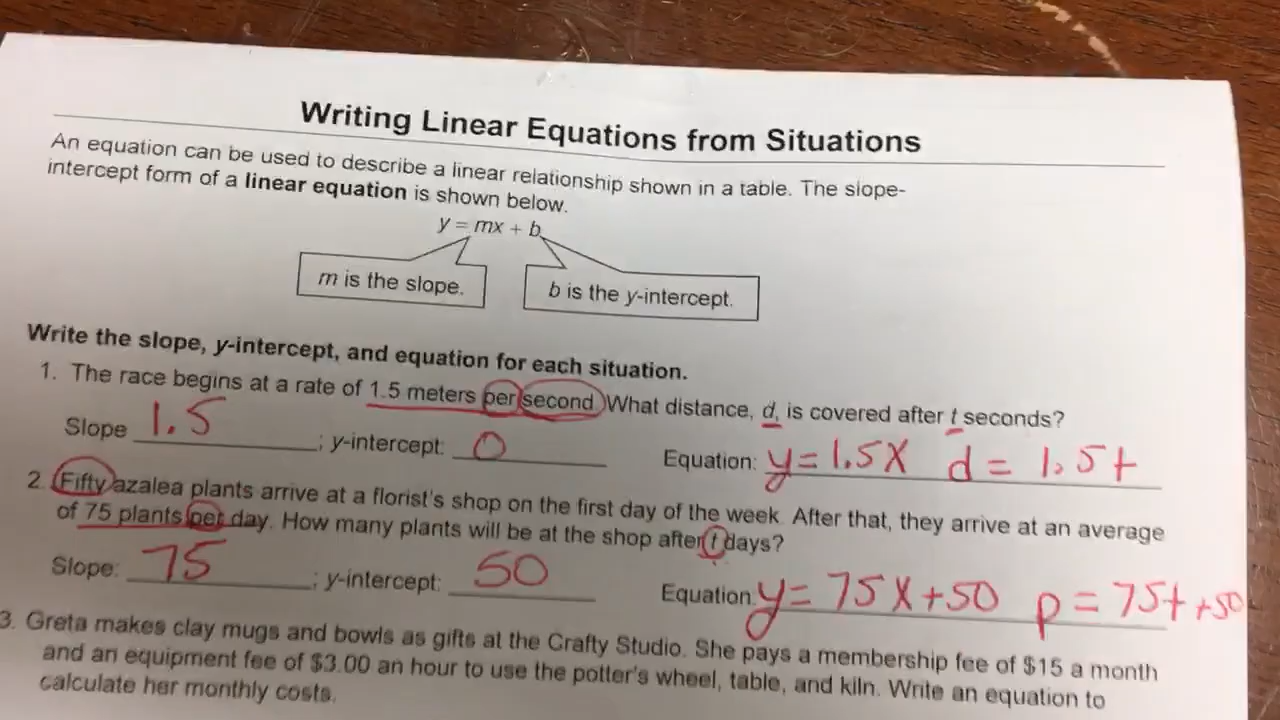 Writing Linear Equations from Situations
An equation can be used to describe a linear relationship shown in a table. The slope-
intercept form of a linear equation is shown below.
y = mx + b
m is the slope.
b is the y-intercept.
Write the slope, y-intercept, and equation for each situation.
1. The race begins at a rate of 1.5 meters per second. What distance, d, is covered after t seconds?
Slope 1.5 ; y-intercept: 0 Equation: y = 1.5x d = 1.5t
2. Fifty azalea plants arrive at a florist's shop on the first day of the week. After that, they arrive at an average
of 75 plants per day. How many plants will be at the shop after t days?
Slope: 75 ; y-intercept: 50 Equation: y = 75x+50 p = 75t +50
3. Greta makes clay mugs and bowls as gifts at the Crafty Studio. She pays a membership fee of $15 a month
and an equipment fee of $3.00 an hour to use the potter's wheel, table, and kiln. Write an equation to
calculate her monthly costs.